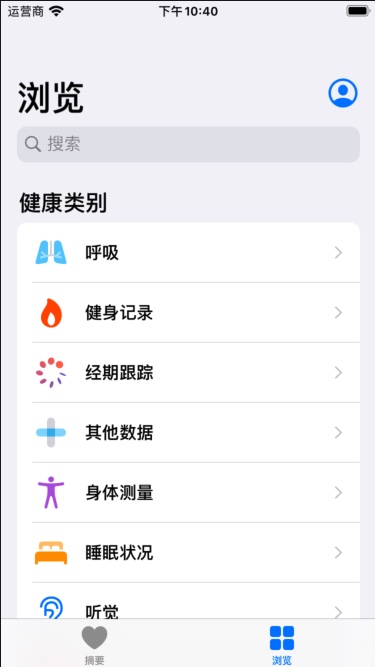 运营商 下午10:40
浏览
搜索
健康类别
呼吸
健身记录
经期跟踪
其他数据
身体测量
睡眠状况
听觉
摘要 浏览